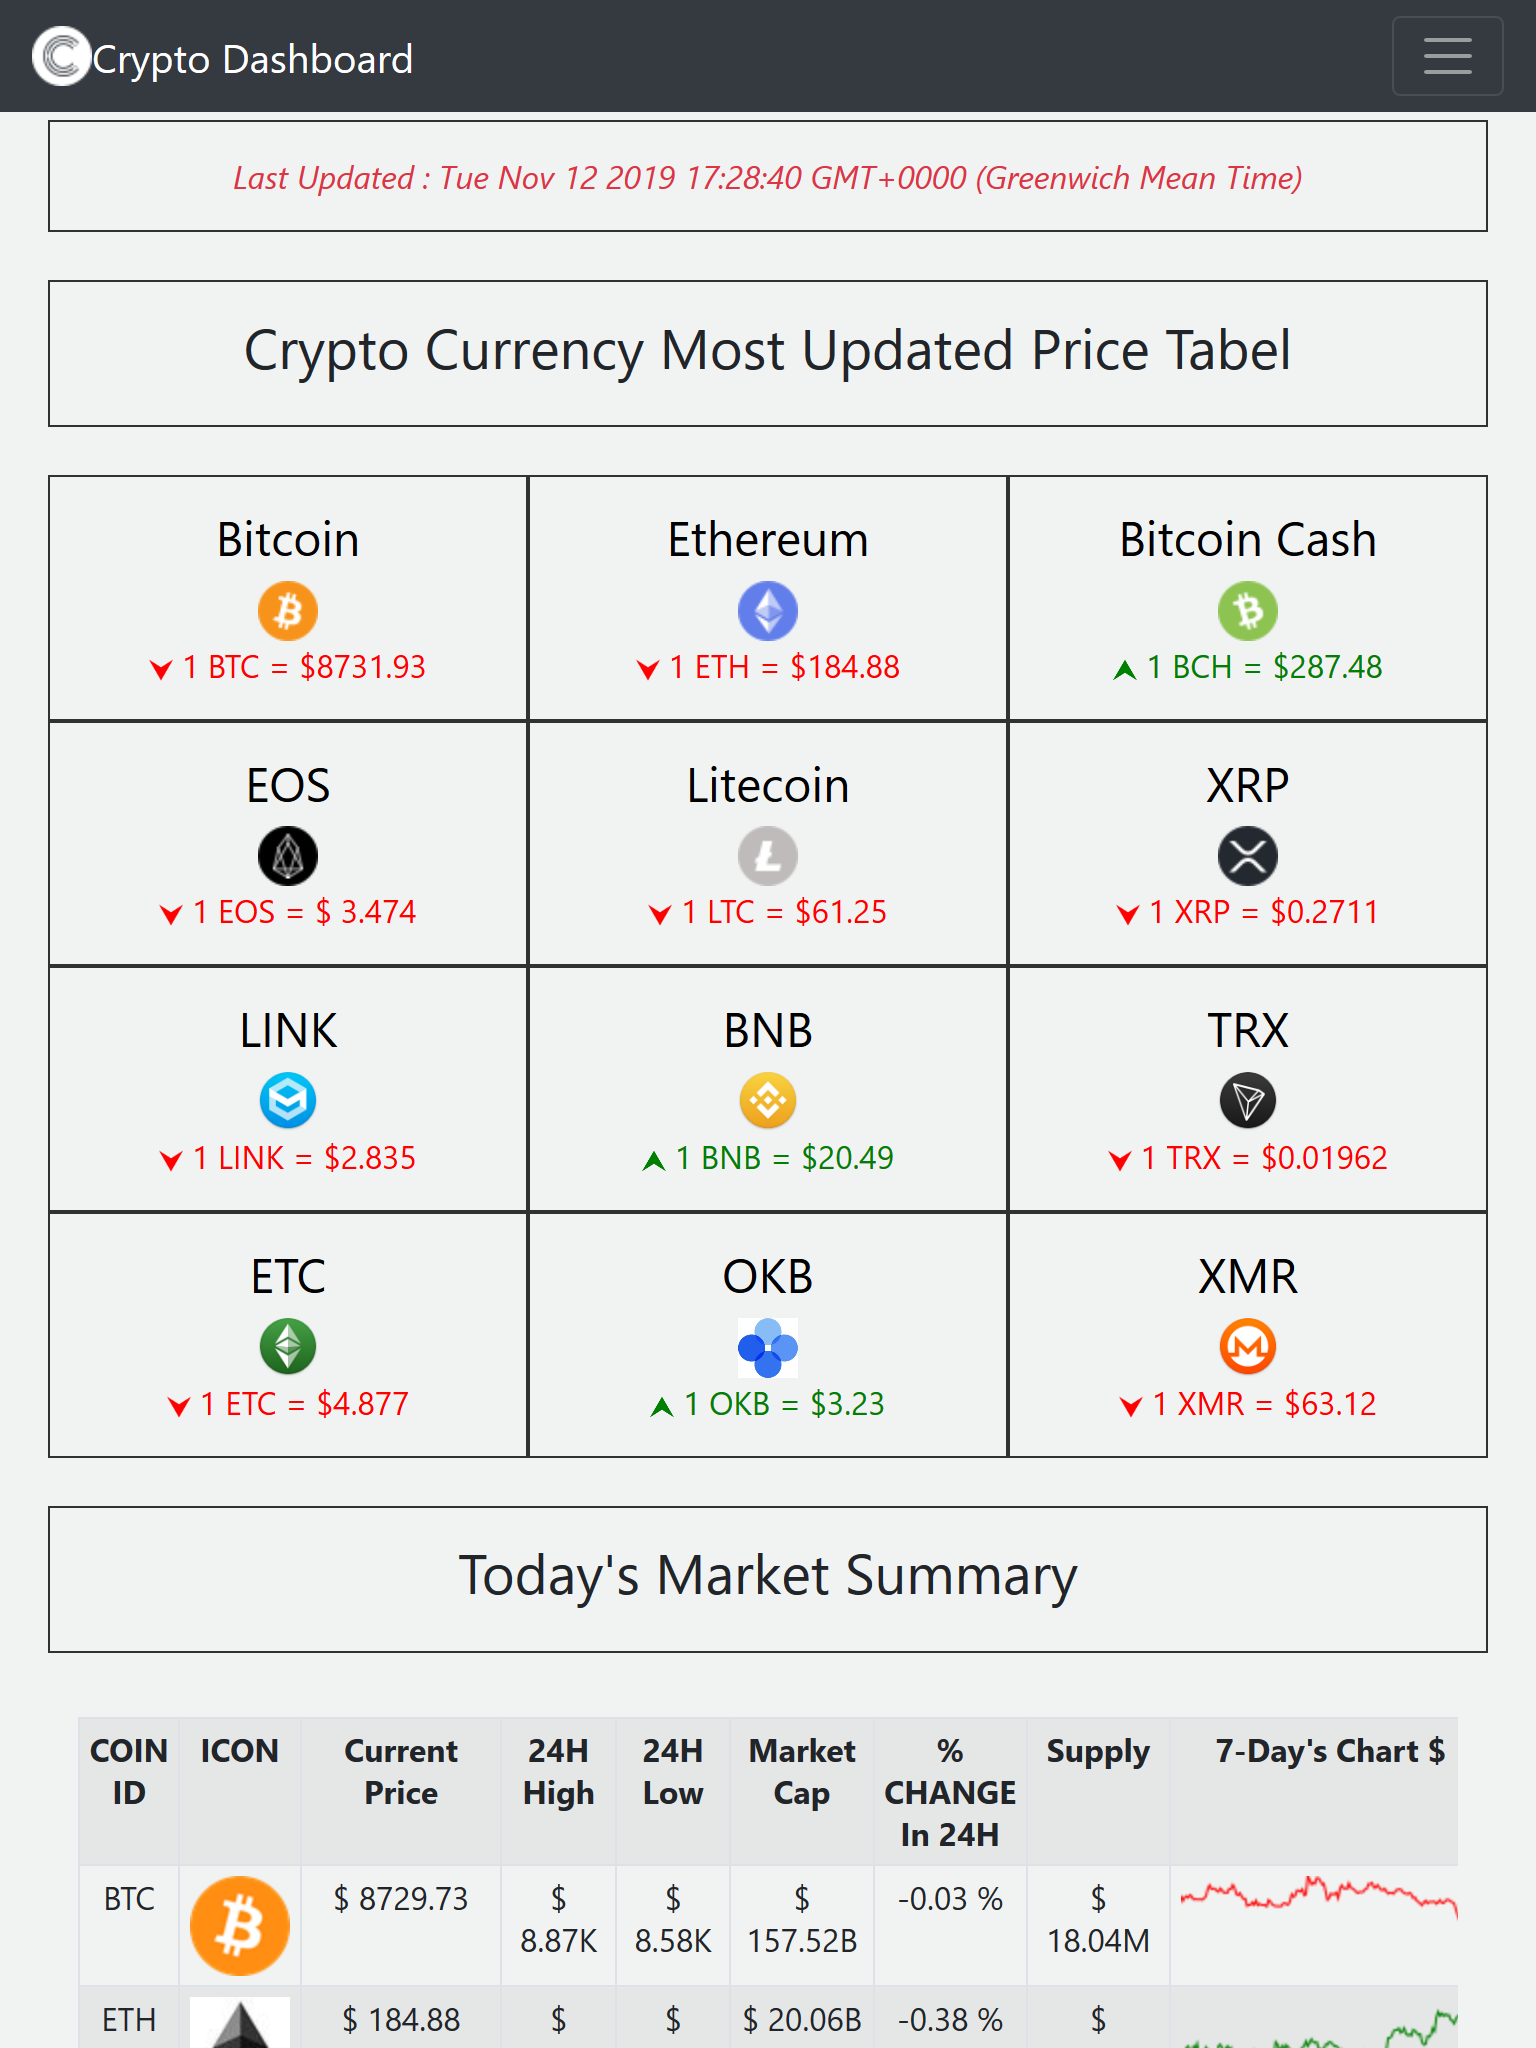 Crypto Dashboard
Last Updated : Tue Nov 12 2019 17:28:40 GMT+0000 (Greenwich Mean Time)
Crypto Currency Most Updated Price Tabel
Bitcoin
1 BTC = $8731.93
Ethereum
1 ETH = $184.88
Bitcoin Cash
1 BCH = $287.48
EOS
1 EOS = $ 3.474
Litecoin
1 LTC = $61.25
XRP
1 XRP = $0.2711
LINK
1 LINK = $2.835
BNB
1 BNB = $20.49
TRX
1 TRX = $0.01962
ETC
1 ETC = $4.877
OKB
1 OKB = $3.23
XMR
1 XMR = $63.12
Today's Market Summary
COIN ID
ICON
Current Price
24H High
24H Low
Market Cap
% CHANGE In 24H
Supply
7-Day's Chart $
BTC
$ 8729.73
$ 8.87K
$ 8.58K
$ 157.52B
-0.03 %
$ 18.04M
ETH
$ 184.88
$
$
$ 20.06B
-0.38 %
$